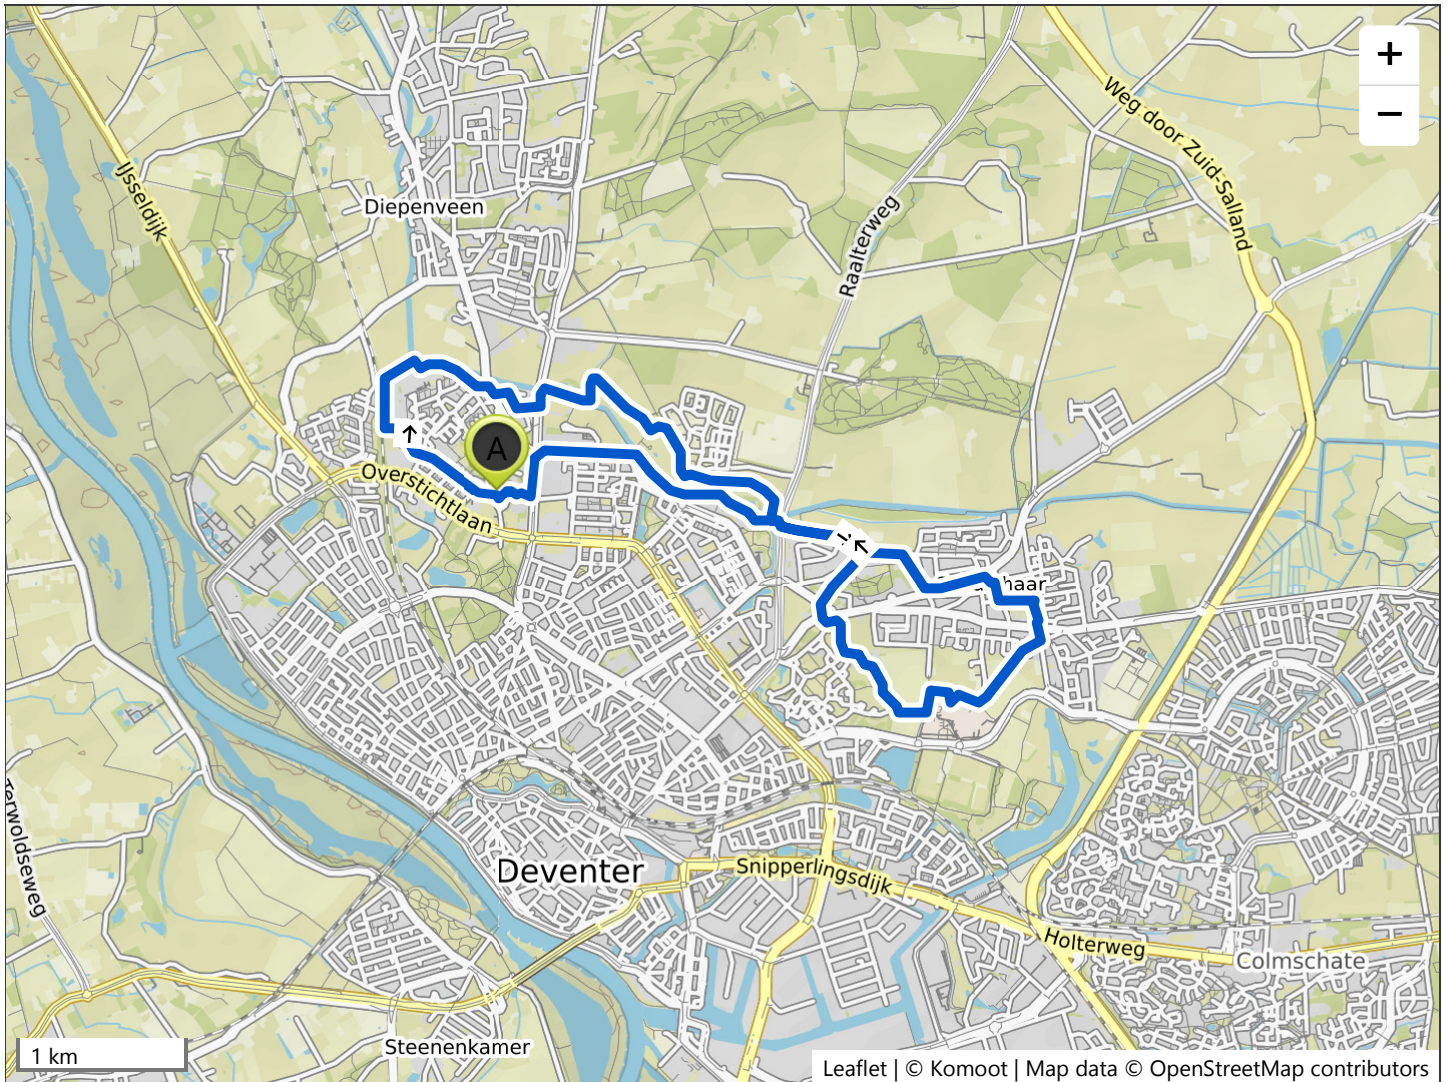 +
−
Weg door Zuid-Salland
IJsseldijk
Diepenveen
Raalterweg
A
Overstichtlaan
haar
Terwoldseweg
Deventer
Snipperlingsdijk
Holterweg
Colmschate
Steenenkamer
1 km
Leaflet | © Komoot | Map data © OpenStreetMap contributors